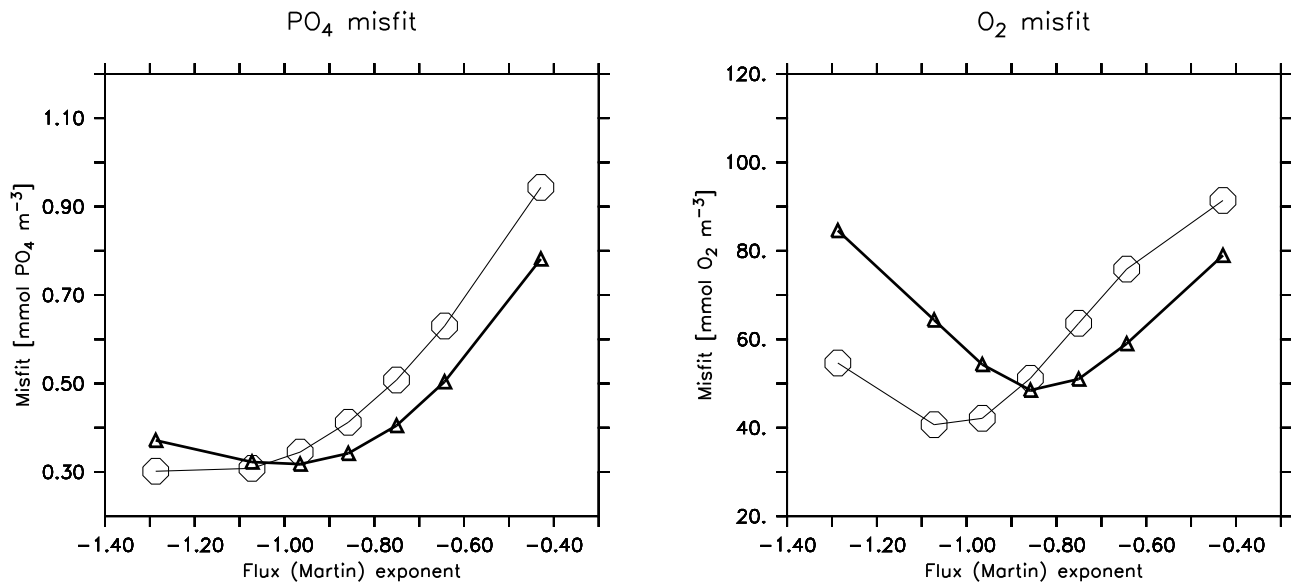 PO₄ misfit
1.10
0.90
0.70
0.50
0.30
Misfit [mmol PO₄ m⁻³]
-1.40 -1.00 -0.80 -0.60 -0.40
Flux (Martin) exponent
O₂ misfit
120.
100.
80.
60.
40.
20.
Misfit [mmol O₂ m⁻³]
-1.40 -1.20 -1.00 -0.80 -0.60 -0.40
Flux (Martin) exponent